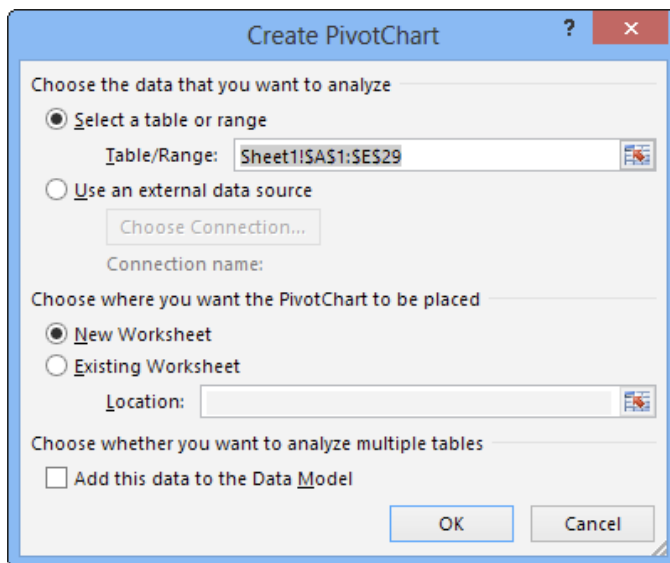 Create PivotChart
?
Choose the data that you want to analyze
Select a table or range
Table/Range: Sheet1!$A$1:$E$29
Use an external data source
Choose Connection...
Connection name:
Choose where you want the PivotChart to be placed
New Worksheet
Existing Worksheet
Location:
Choose whether you want to analyze multiple tables
Add this data to the Data Model
OK Cancel